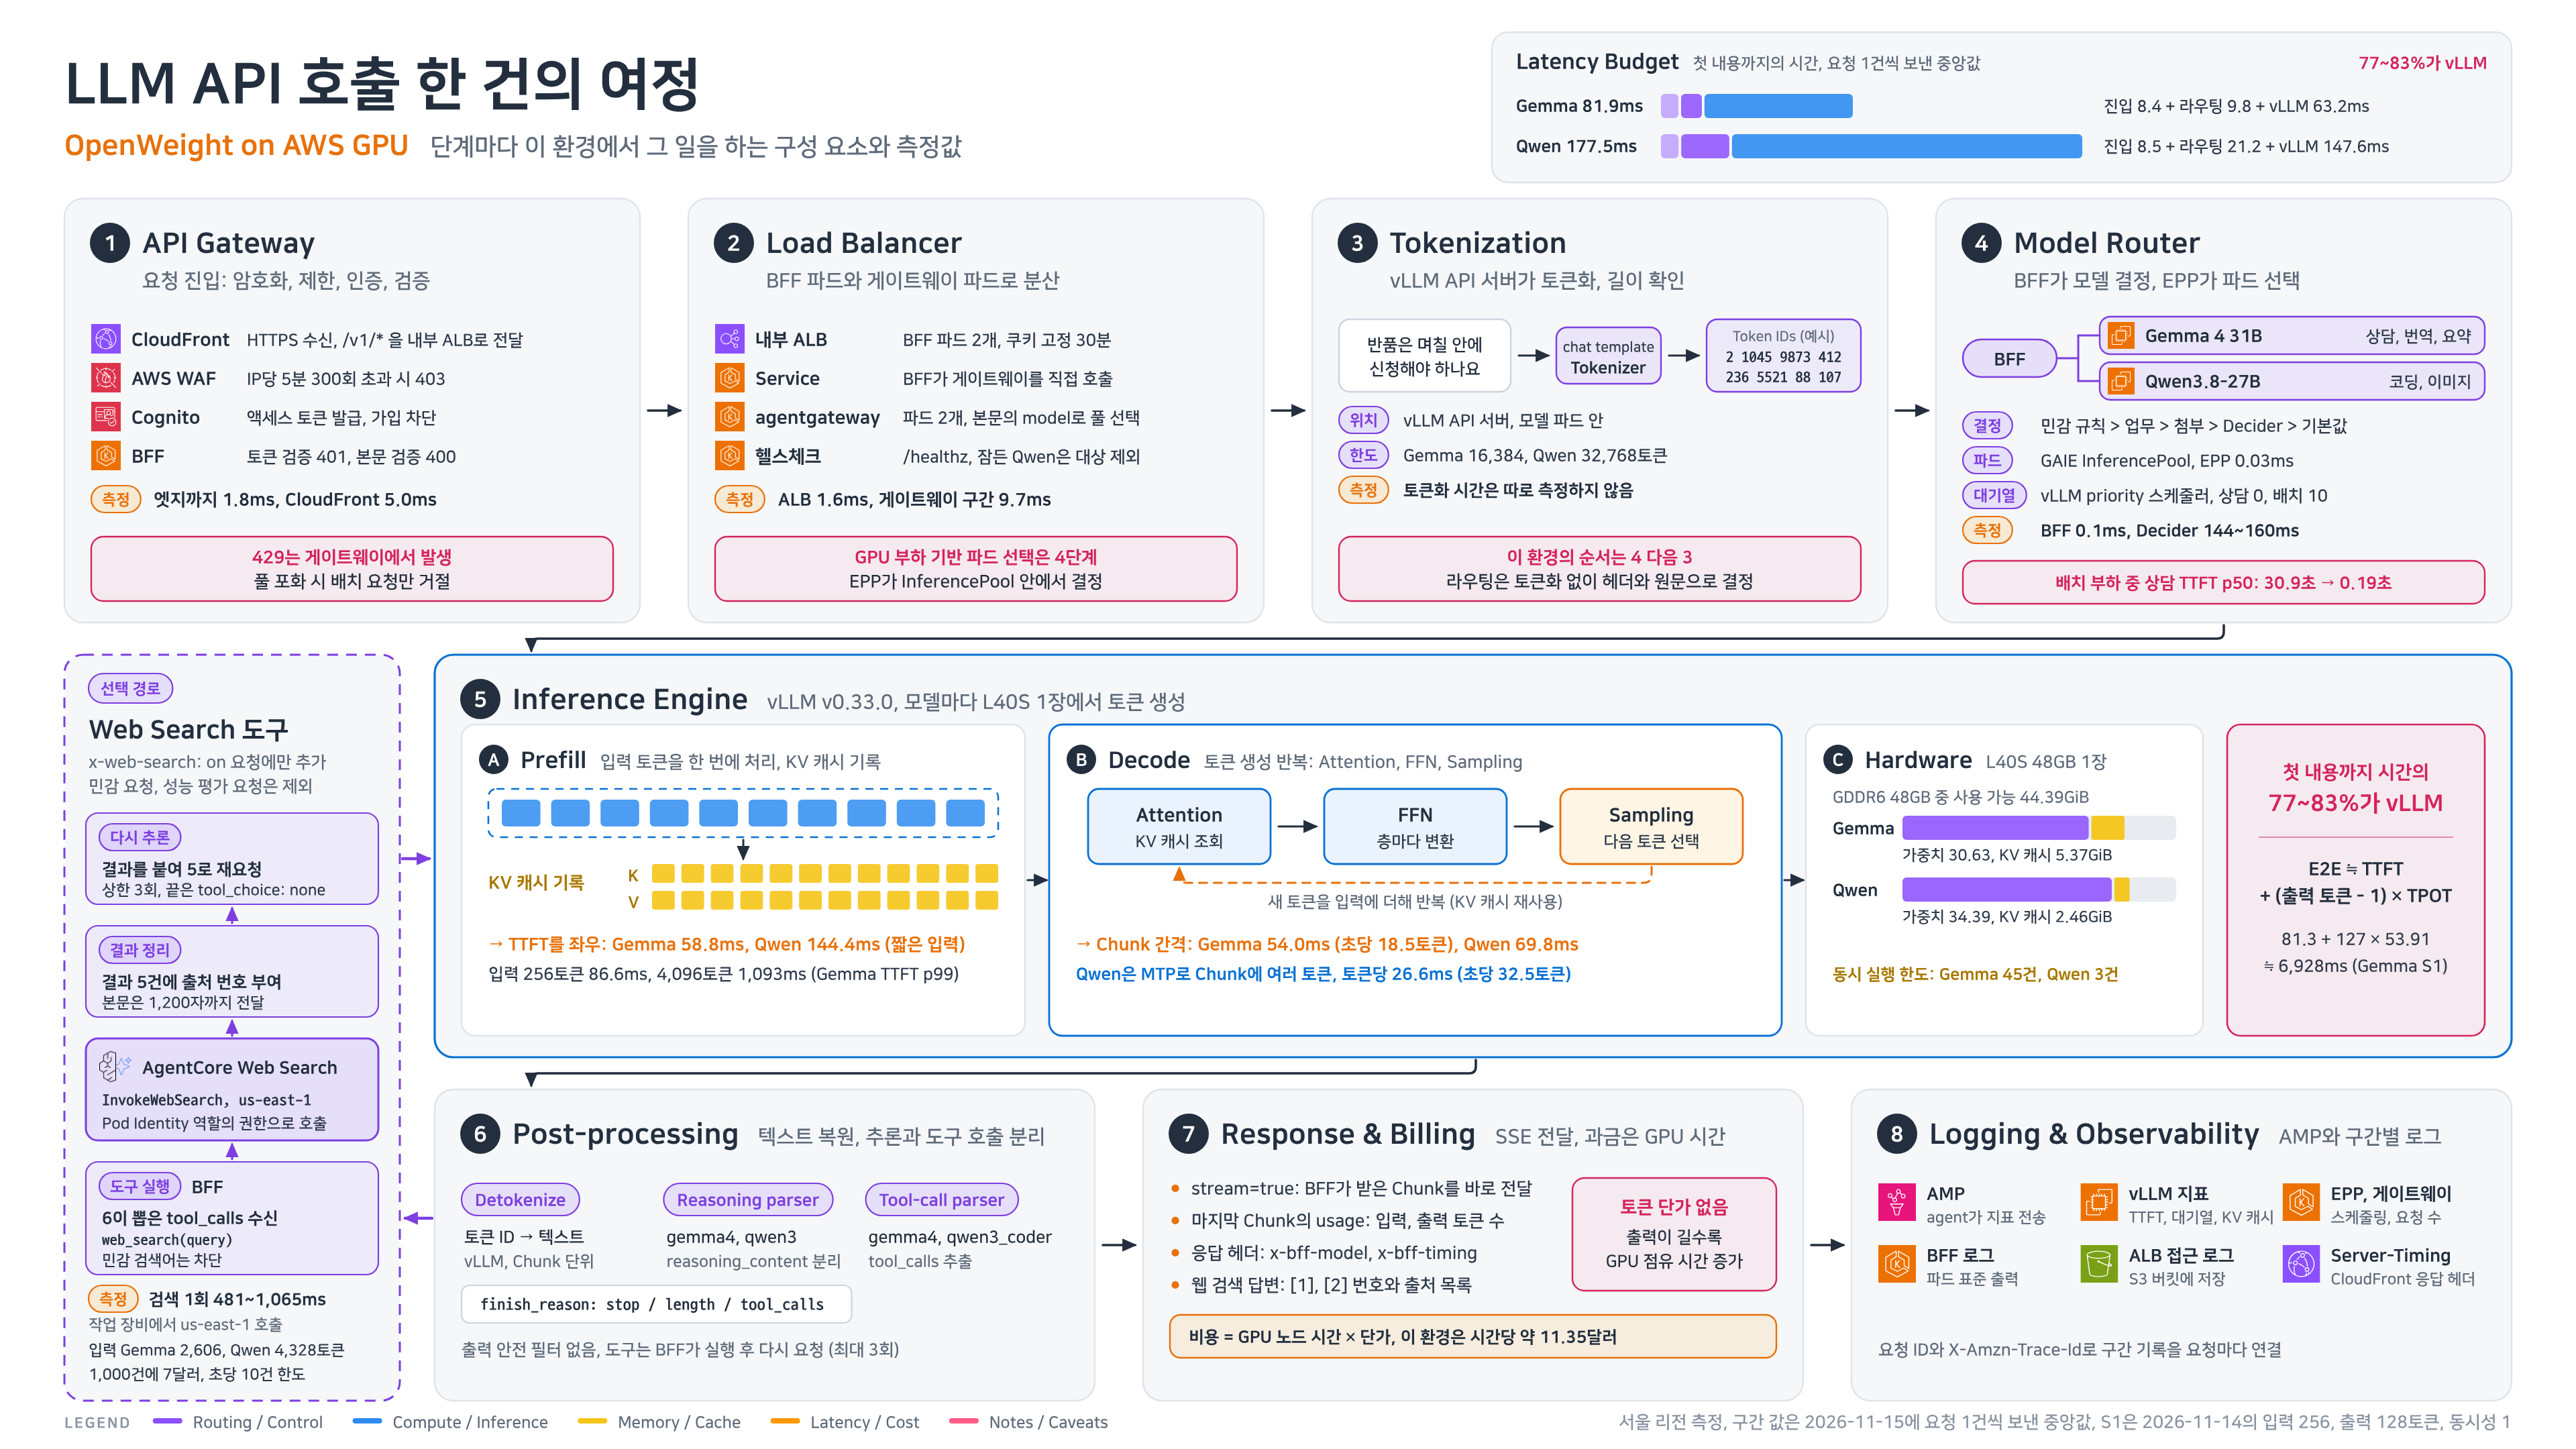 LLM API 호출 한 건의 여정
OpenWeight on AWS GPU 단계마다 이 환경에서 그 일을 하는 구성 요소와 측정값
Latency Budget 첫 내용까지의 시간, 요청 1건씩 보낸 중앙값 77~83%가 vLLM
Gemma 81.9ms 진입 8.4 + 라우팅 9.8 + vLLM 63.2ms
Qwen 177.5ms 진입 8.5 + 라우팅 21.2 + vLLM 147.6ms
1 API Gateway
요청 진입: 암호화, 제한, 인증, 검증
CloudFront HTTPS 수신, /v1/* 을 내부 ALB로 전달
AWS WAF IP당 5분 300회 초과 시 403
Cognito 액세스 토큰 발급, 가입 차단
BFF 토큰 검증 401, 본문 검증 400
측정 엣지까지 1.8ms, CloudFront 5.0ms
429는 게이트웨이에서 발생
풀 포화 시 배치 요청만 거절
2 Load Balancer
BFF 파드와 게이트웨이 파드로 분산
내부 ALB BFF 파드 2개, 쿠키 고정 30분
Service BFF가 게이트웨이를 직접 호출
agentgateway 파드 2개, 본문의 model로 풀 선택
헬스체크 /healthz, 잠든 Qwen은 대상 제외
측정 ALB 1.6ms, 게이트웨이 구간 9.7ms
GPU 부하 기반 파드 선택은 4단계
EPP가 InferencePool 안에서 결정
3 Tokenization
vLLM API 서버가 토큰화, 길이 확인
반품은 며칠 안에
신청해야 하나요
chat template
Tokenizer
Token IDs (예시)
2 1045 9873 412
236 5521 88 107
위치 vLLM API 서버, 모델 파드 안
한도 Gemma 16,384, Qwen 32,768토큰
측정 토큰화 시간은 따로 측정하지 않음
이 환경의 순서는 4 다음 3
라우팅은 토큰화 없이 헤더와 원문으로 결정
4 Model Router
BFF가 모델 결정, EPP가 파드 선택
BFF
Gemma 4 31B 상담, 번역, 요약
Qwen3.8-27B 코딩, 이미지
결정 민감 규칙 > 업무 > 첨부 > Decider > 기본값
파드 GAIE InferencePool, EPP 0.03ms
대기열 vLLM priority 스케줄러, 상담 0, 배치 10
측정 BFF 0.1ms, Decider 144~160ms
배치 부하 중 상담 TTFT p50: 30.9초 → 0.19초
선택 경로
Web Search 도구
x-web-search: on 요청에만 추가
민감 요청, 성능 평가 요청은 제외
다시 추론
결과를 붙여 5로 재요청
상한 3회, 끝은 tool_choice: none
결과 정리
결과 5건에 출처 번호 부여
본문은 1,200자까지 전달
AgentCore Web Search
InvokeWebSearch, us-east-1
Pod Identity 역할의 권한으로 호출
도구 실행 BFF
6이 뽑은 tool_calls 수신
web_search(query)
민감 검색어는 차단
측정 검색 1회 481~1,065ms
작업 장비에서 us-east-1 호출
입력 Gemma 2,606, Qwen 4,328토큰
1,000건에 7달러, 초당 10건 한도
5 Inference Engine vLLM v0.33.0, 모델마다 L40S 1장에서 토큰 생성
A Prefill 입력 토큰을 한 번에 처리, KV 캐시 기록
KV 캐시 기록
K
V
→ TTFT를 좌우: Gemma 58.8ms, Qwen 144.4ms (짧은 입력)
입력 256토큰 86.6ms, 4,096토큰 1,093ms (Gemma TTFT p99)
B Decode 토큰 생성 반복: Attention, FFN, Sampling
Attention
KV 캐시 조회
FFN
층마다 변환
Sampling
다음 토큰 선택
새 토큰을 입력에 더해 반복 (KV 캐시 재사용)
→ Chunk 간격: Gemma 54.0ms (초당 18.5토큰), Qwen 69.8ms
Qwen은 MTP로 Chunk에 여러 토큰, 토큰당 26.6ms (초당 32.5토큰)
C Hardware L40S 48GB 1장
GDDR6 48GB 중 사용 가능 44.39GiB
Gemma
가중치 30.63, KV 캐시 5.37GiB
Qwen
가중치 34.39, KV 캐시 2.46GiB
동시 실행 한도: Gemma 45건, Qwen 3건
첫 내용까지 시간의
77~83%가 vLLM
E2E ≒ TTFT
+ (출력 토큰 - 1) × TPOT
81.3 + 127 × 53.91
≒ 6,928ms (Gemma S1)
6 Post-processing 텍스트 복원, 추론과 도구 호출 분리
Detokenize
토큰 ID → 텍스트
vLLM, Chunk 단위
Reasoning parser
gemma4, qwen3
reasoning_content 분리
Tool-call parser
gemma4, qwen3_coder
tool_calls 추출
finish_reason: stop / length / tool_calls
출력 안전 필터 없음, 도구는 BFF가 실행 후 다시 요청 (최대 3회)
7 Response & Billing SSE 전달, 과금은 GPU 시간
• stream=true: BFF가 받은 Chunk를 바로 전달
• 마지막 Chunk의 usage: 입력, 출력 토큰 수
• 응답 헤더: x-bff-model, x-bff-timing
• 웹 검색 답변: [1], [2] 번호와 출처 목록
토큰 단가 없음
출력이 길수록
GPU 점유 시간 증가
비용 = GPU 노드 시간 × 단가, 이 환경은 시간당 약 11.35달러
8 Logging & Observability AMP와 구간별 로그
AMP
agent가 지표 전송
vLLM 지표
TTFT, 대기열, KV 캐시
EPP, 게이트웨이
스케줄링, 요청 수
BFF 로그
파드 표준 출력
ALB 접근 로그
S3 버킷에 저장
Server-Timing
CloudFront 응답 헤더
요청 ID와 X-Amzn-Trace-Id로 구간 기록을 요청마다 연결
LEGEND Routing / Control Compute / Inference Memory / Cache Latency / Cost Notes / Caveats
서울 리전 측정, 구간 값은 2026-11-15에 요청 1건씩 보낸 중앙값, S1은 2026-11-14의 입력 256, 출력 128토큰, 동시성 1